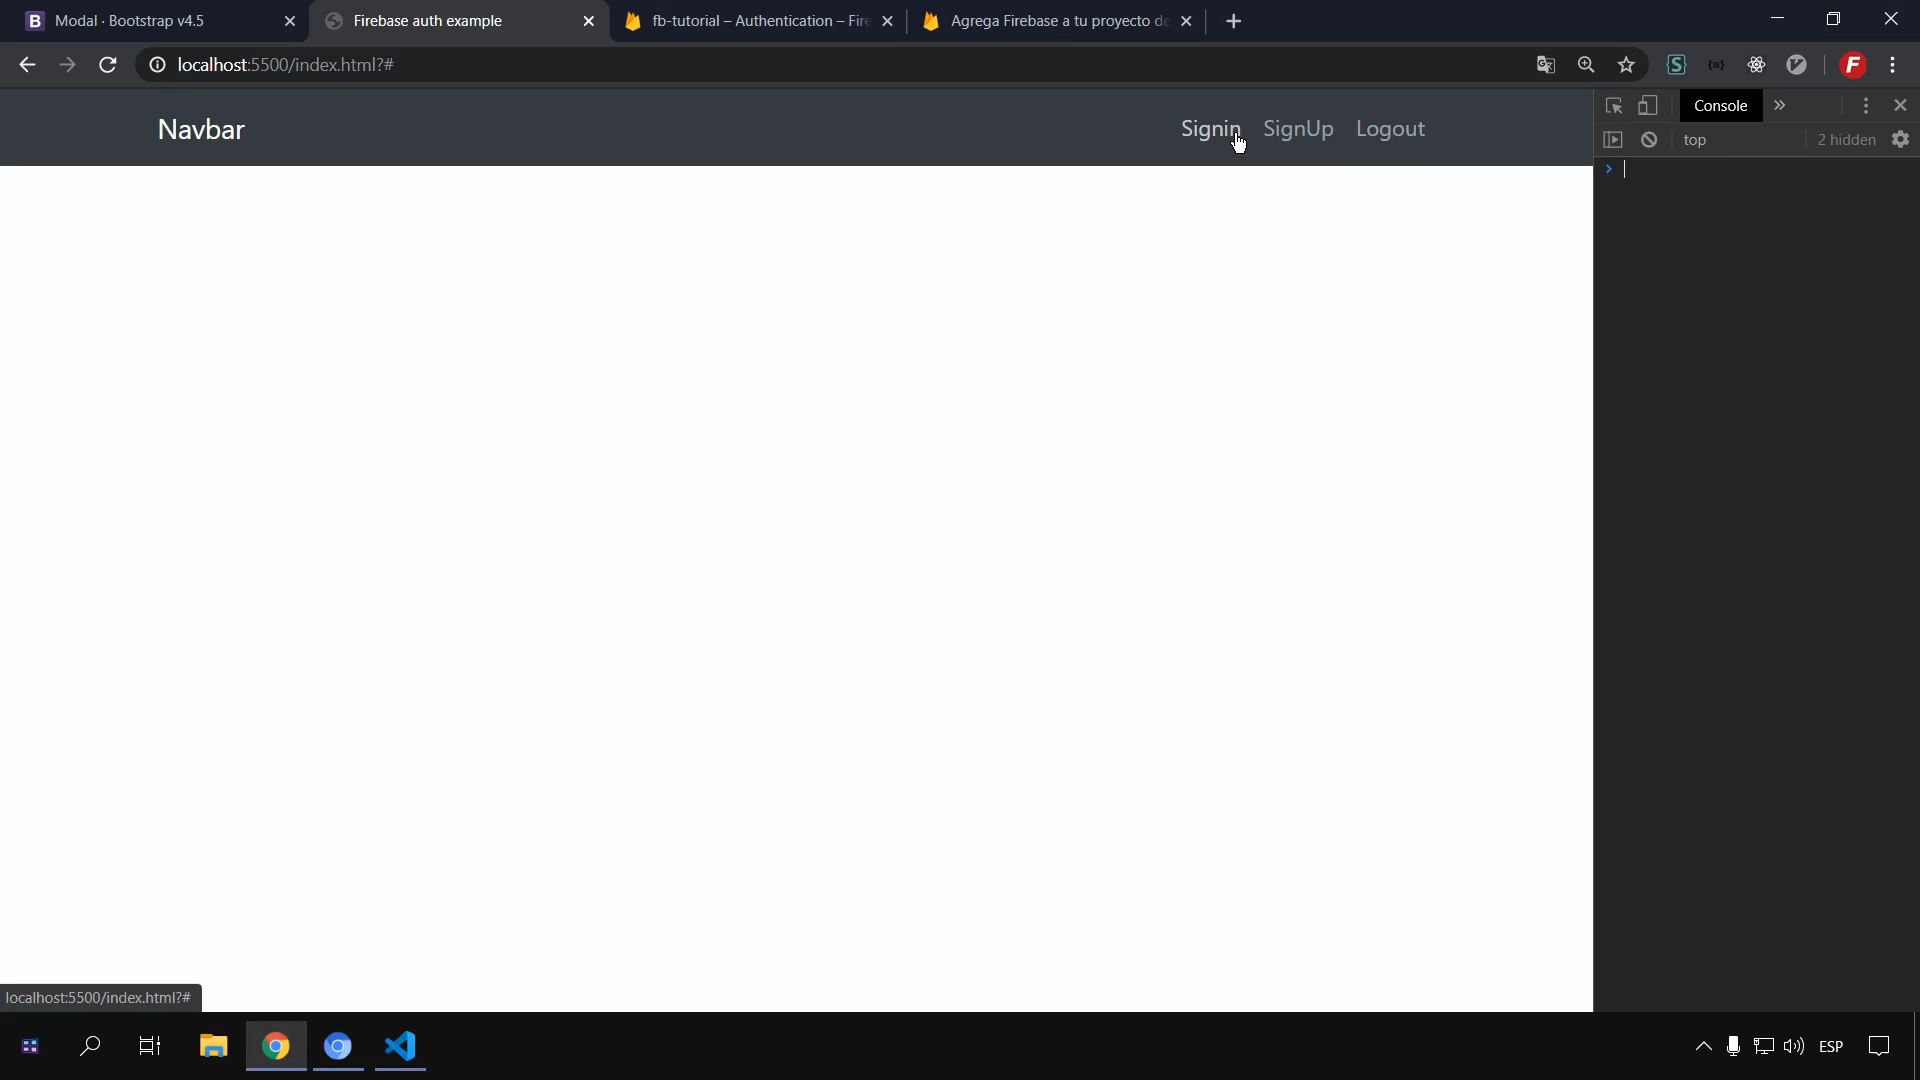 Modal · Bootstrap v4.5
Firebase auth example
fb-tutorial – Authentication – Fire
Agrega Firebase a tu proyecto de
localhost:5500/index.html?#
Navbar
Signin
SignUp
Logout
Console
top
2 hidden
localhost:5500/index.html?#
ESP